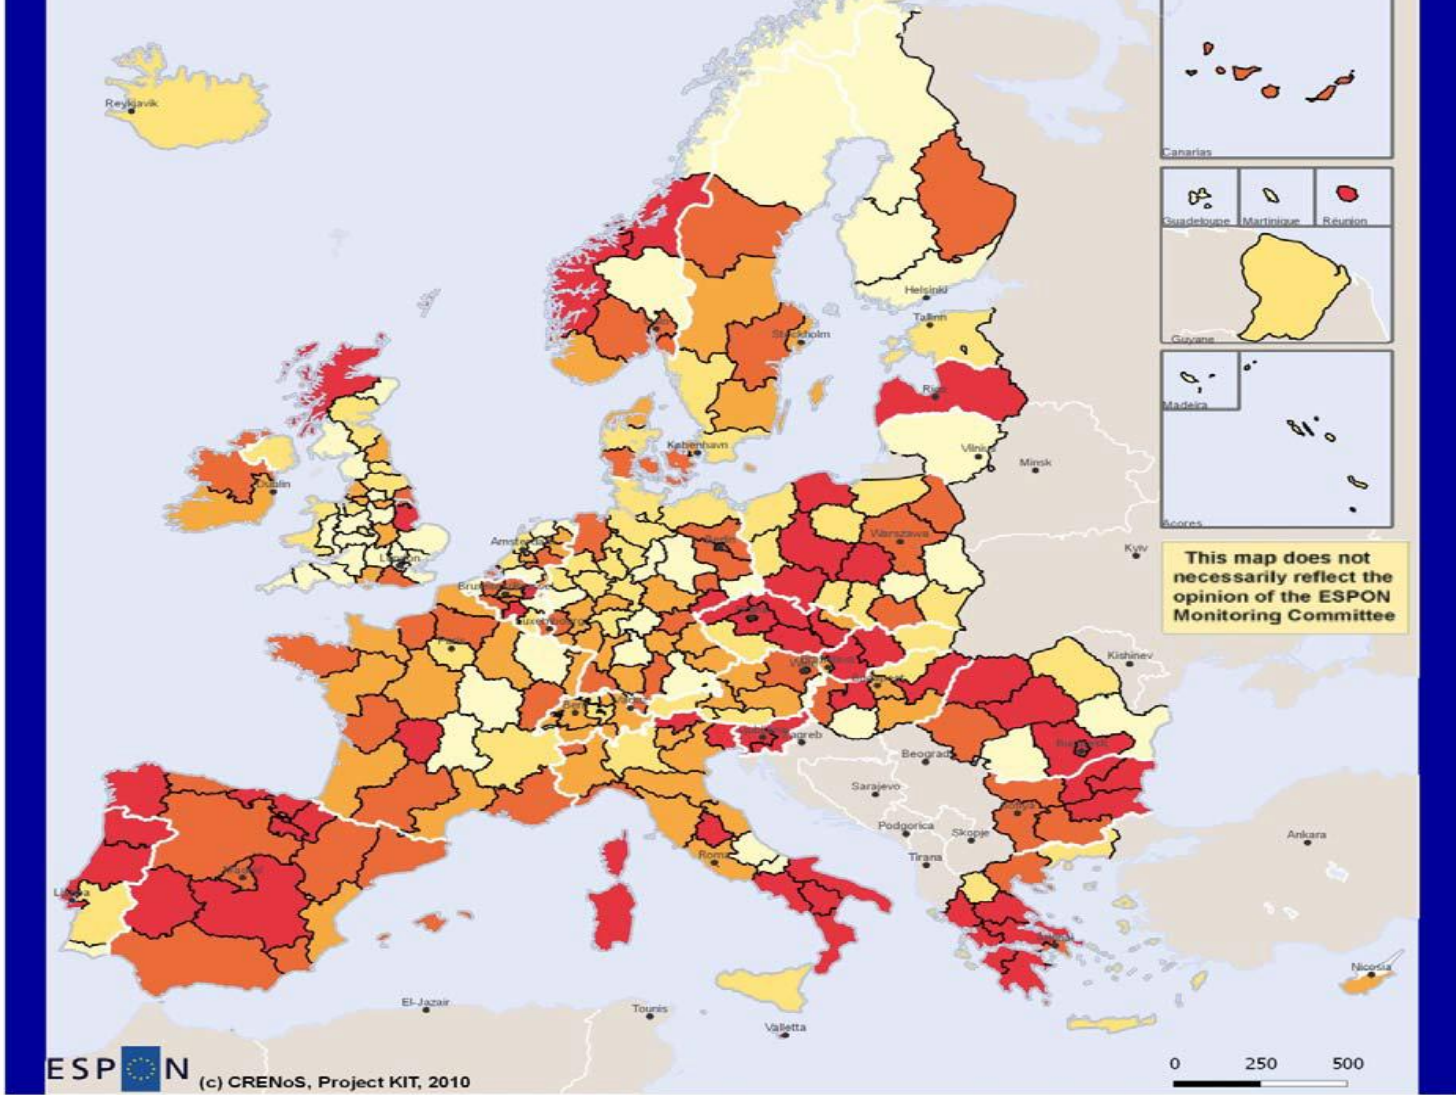 Reykjavik
Canarias
Guadeloupe
Martinique
Réunion
Helsinki
Tallinn
Guyane
Stockholm
Riga
Madeira
København
Vilnius
Minsk
Dublin
Acores
Warszawa
Kyiv
This map does not
necessarily reflect the
opinion of the ESPON
Monitoring Committee
Kishinev
Zagreb
Beograd
Sarajevo
Podgorica
Skopje
Ankara
Tirana
Roma
Nicosia
El-Jazair
Tounis
Valletta
0 250 500
ESPON
(c) CRENoS, Project KIT, 2010